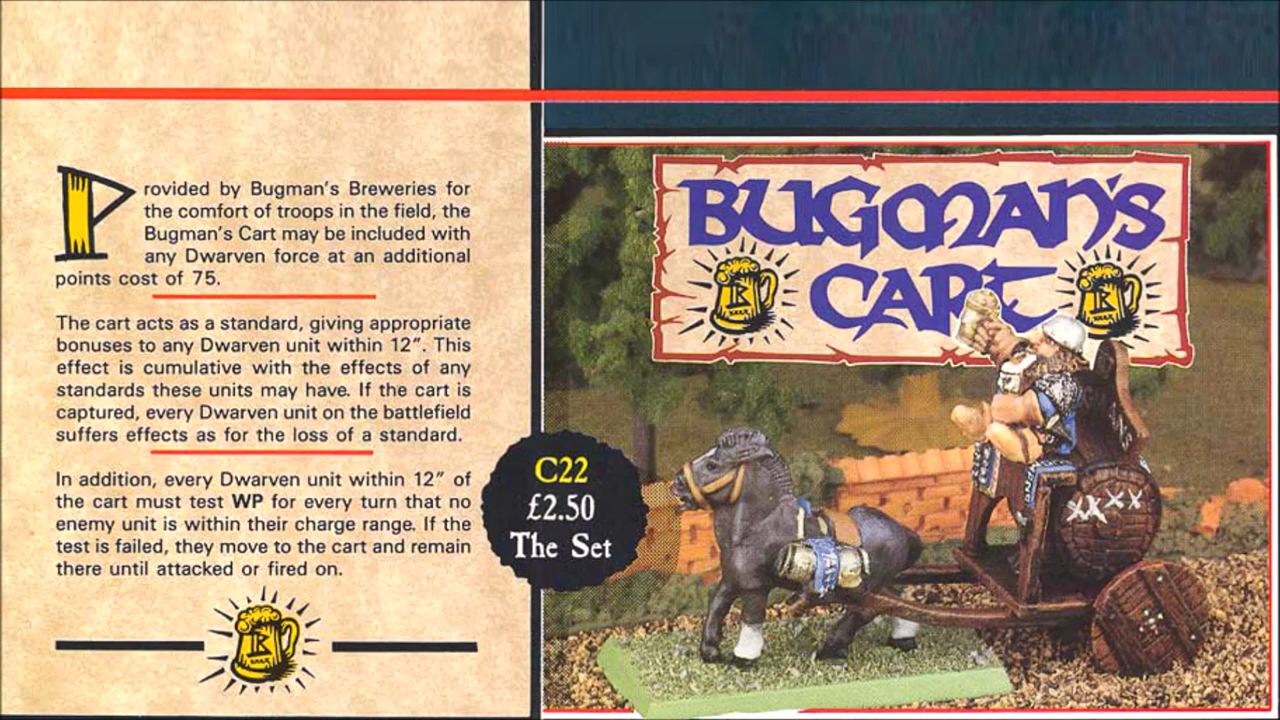 Provided by Bugman's Breweries for
the comfort of troops in the field, the
Bugman's Cart may be included with
any Dwarven force at an additional
points cost of 75.
The cart acts as a standard, giving appropriate
bonuses to any Dwarven unit within 12". This
effect is cumulative with the effects of any
standards these units may have. If the cart is
captured, every Dwarven unit on the battlefield
suffers effects as for the loss of a standard.
In addition, every Dwarven unit within 12" of
the cart must test WP for every turn that no
enemy unit is within their charge range. If the
test is failed, they move to the cart and remain
there until attacked or fired on.
C22
£2.50
The Set
BUGMAN'S
CART
XXXX